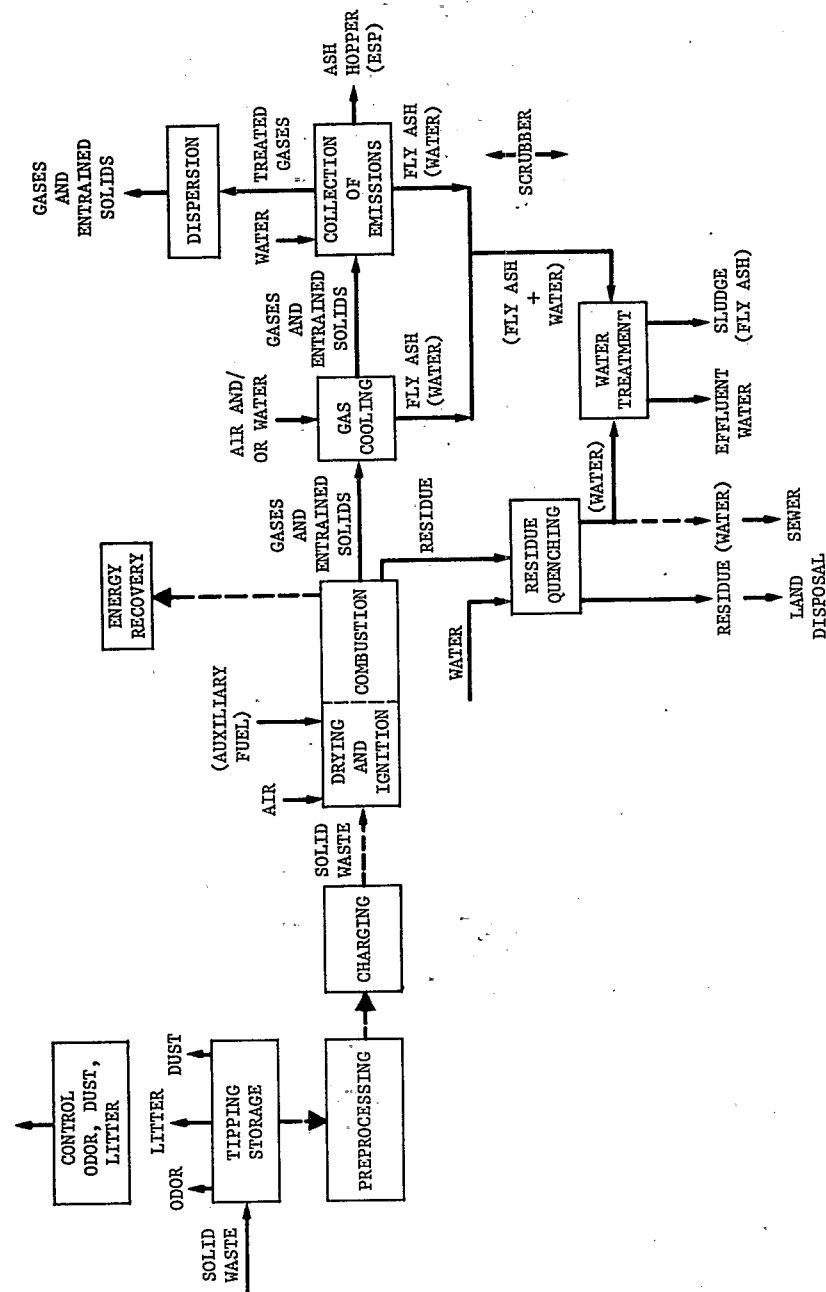 SOLID
WASTE
ODOR
LITTER
DUST
CONTROL
ODOR, DUST,
LITTER
TIPPING
STORAGE
PREPROCESSING
CHARGING
SOLID
WASTE
AIR
(AUXILIARY
FUEL)
DRYING
AND
IGNITION
COMBUSTION
ENERGY
RECOVERY
GASES
AND
ENTRAINED
SOLIDS
RESIDUE
AIR AND/
OR WATER
GAS
COOLING
FLY ASH
(WATER)
GASES
AND
ENTRAINED
SOLIDS
WATER
COLLECTION
OF
EMISSIONS
TREATED
GASES
DISPERSION
GASES
AND
ENTRAINED
SOLIDS
ASH
HOPPER
(ESP)
FLY ASH
(WATER)
SCRUBBER
(FLY ASH
+
WATER)
WATER
RESIDUE
QUENCHING
(WATER)
WATER
TREATMENT
RESIDUE
(WATER)
LAND
DISPOSAL
SEWER
EFFLUENT
WATER
SLUDGE
(FLY ASH)